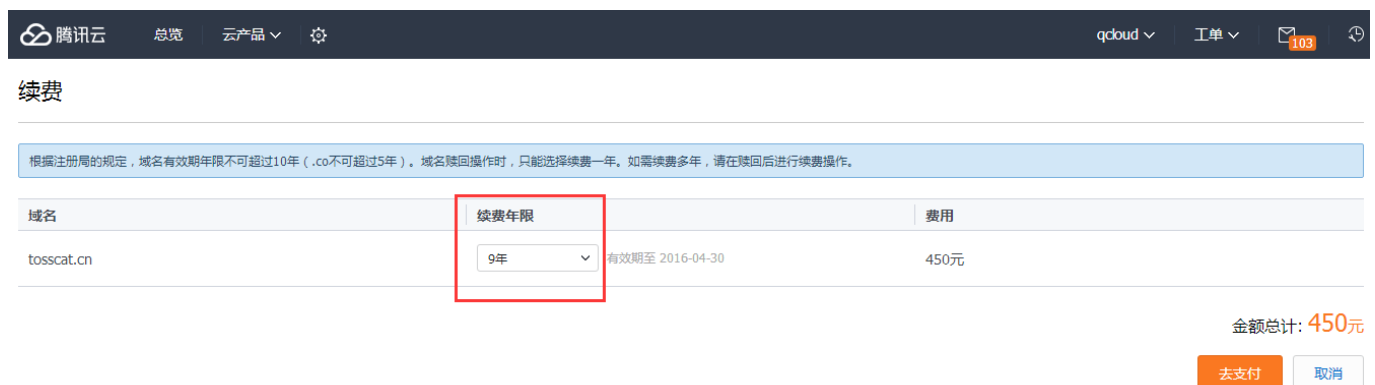 腾讯云 总览 云产品 qcloud 工单 103
续费
根据注册局的规定，域名有效期年限不可超过10年（.co不可超过5年）。域名赎回操作时，只能选择续费一年。如需续费多年，请在赎回后进行续费操作。
域名 续费年限 费用
tosscat.cn 9年 有效期至 2016-04-30 450元
金额总计: 450元
去支付 取消